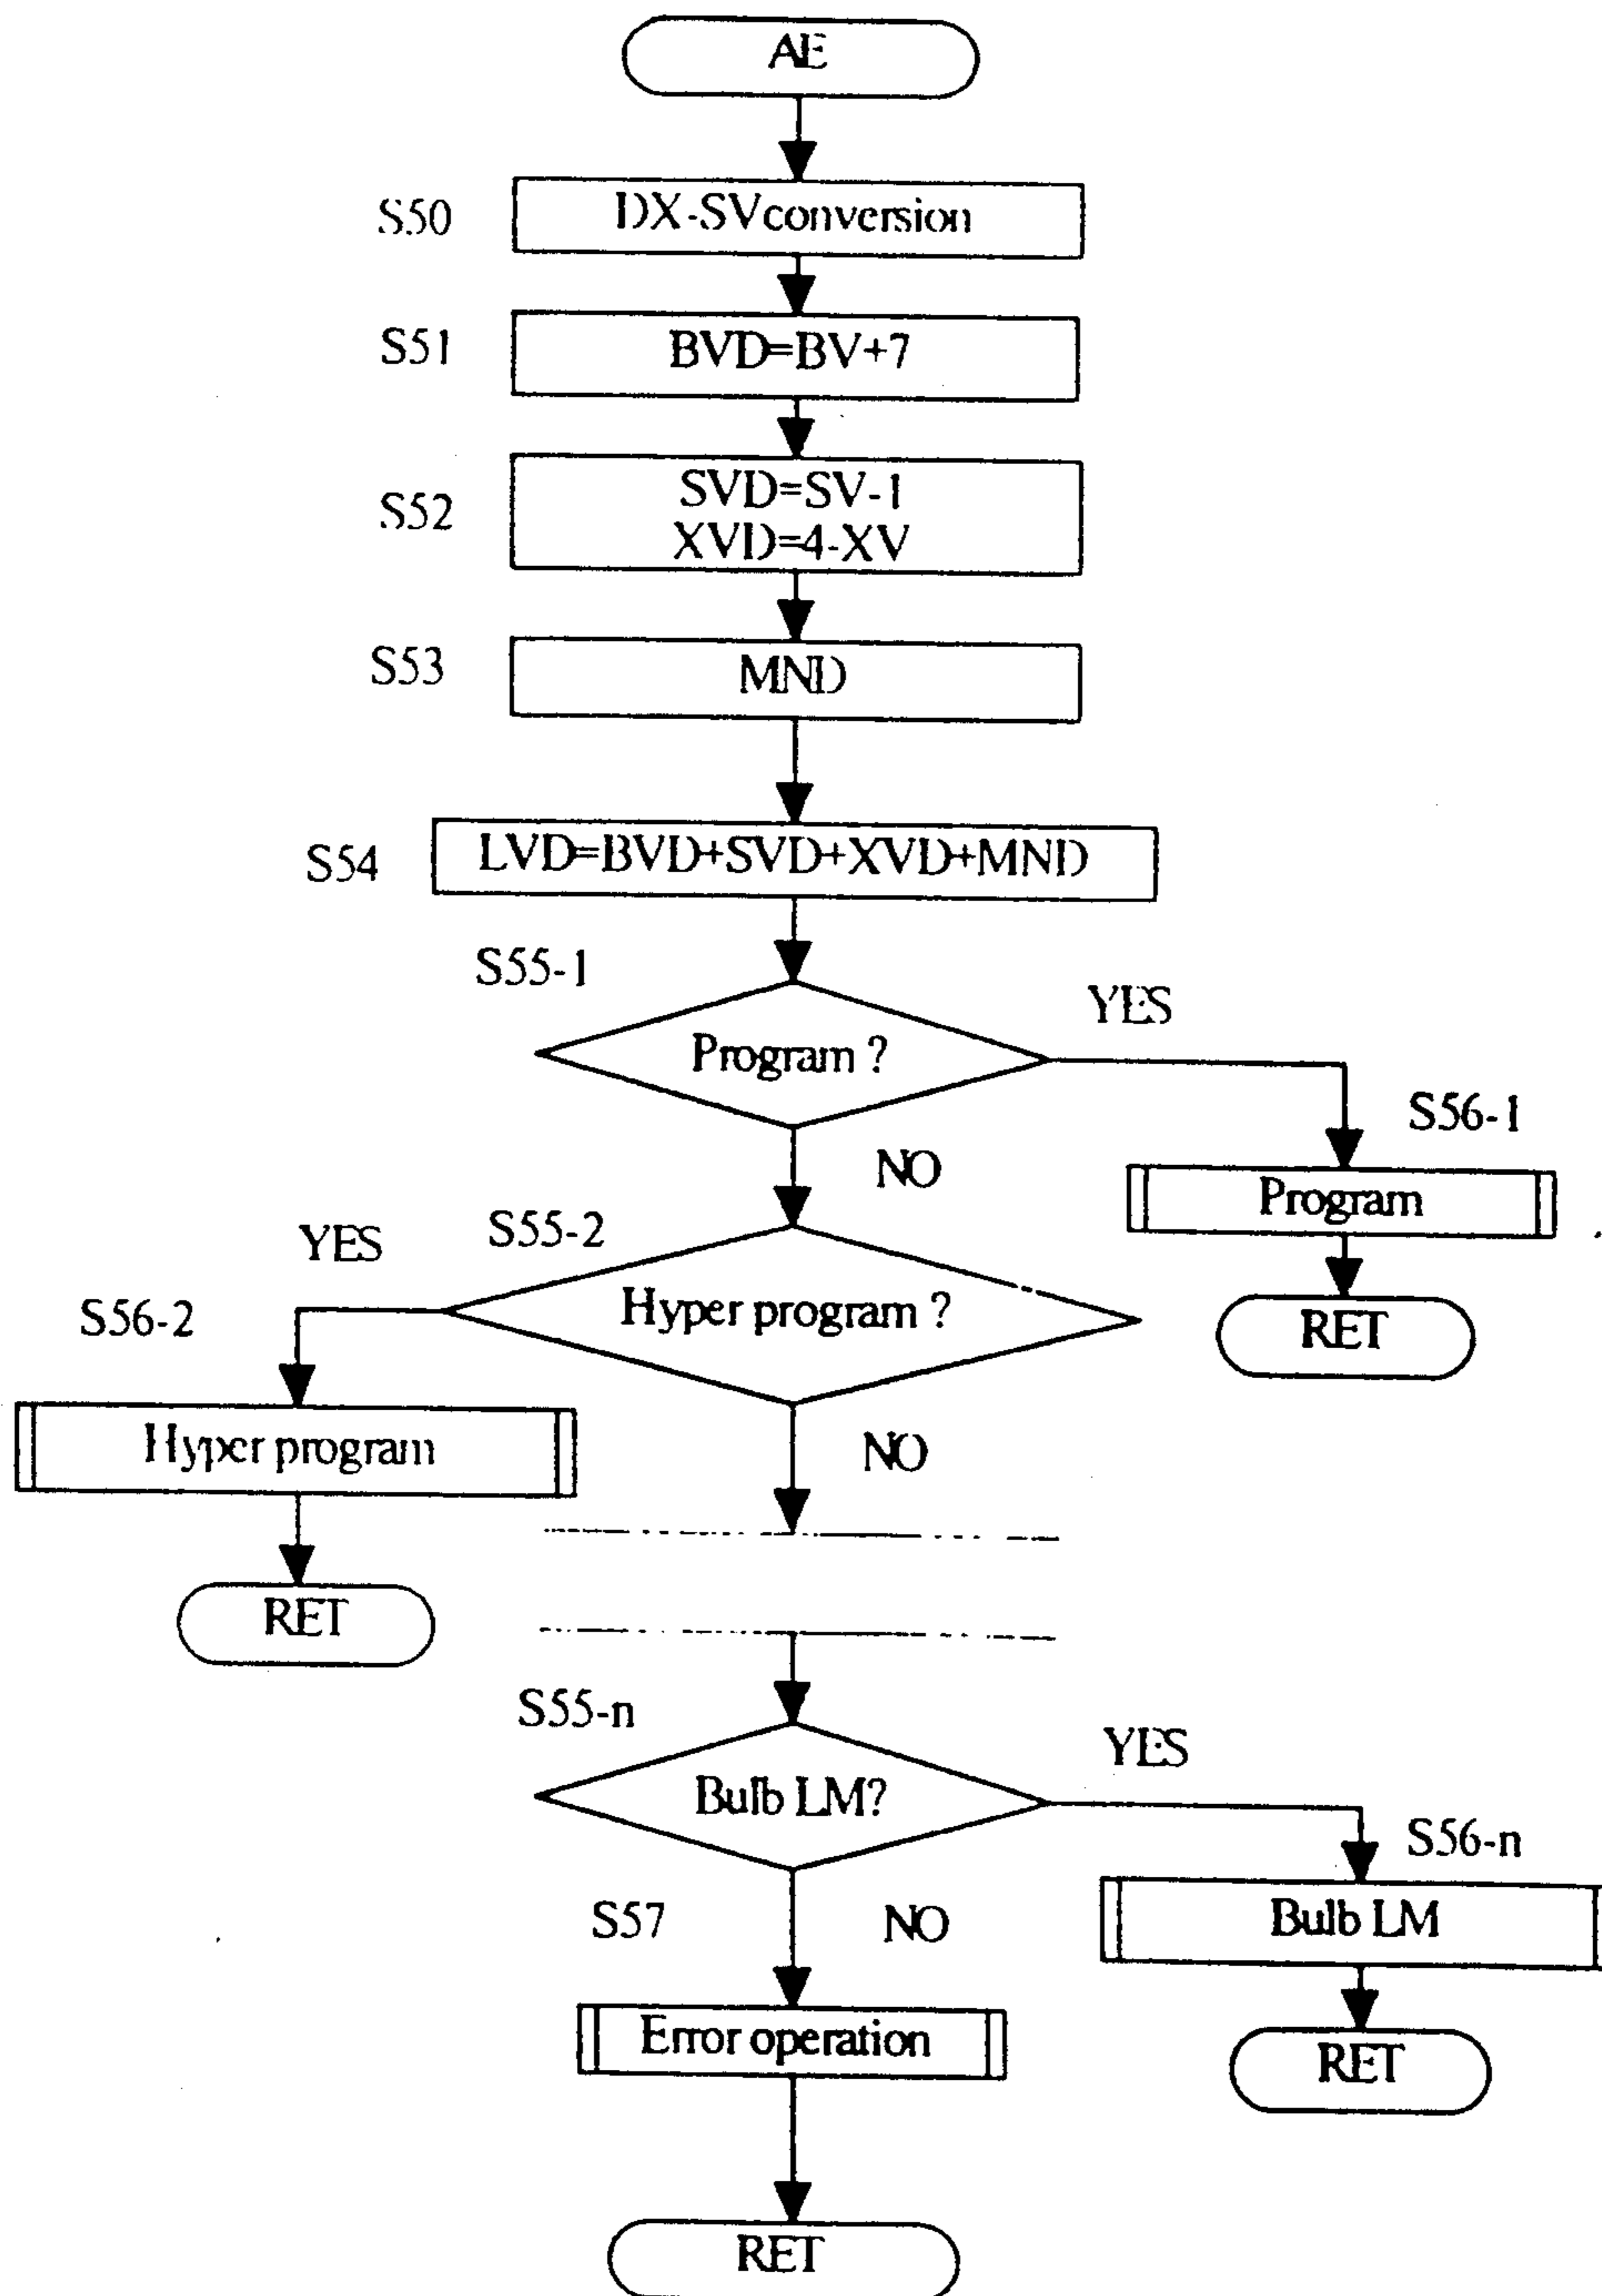 AE
S50
DX-SVconversion
S51
BVD=BV+7
S52
SVD=SV-1
XVD=4-XV
S53
MND
S54
LVD=BVD+SVD+XVD+MND
S55-1
Program ?
YES
NO
S56-1
Program
RET
S55-2
Hyper program ?
YES
NO
S56-2
Hyper program
RET
S55-n
Bulb LM?
YES
NO
S56-n
Bulb LM
RET
S57
Error operation
RET